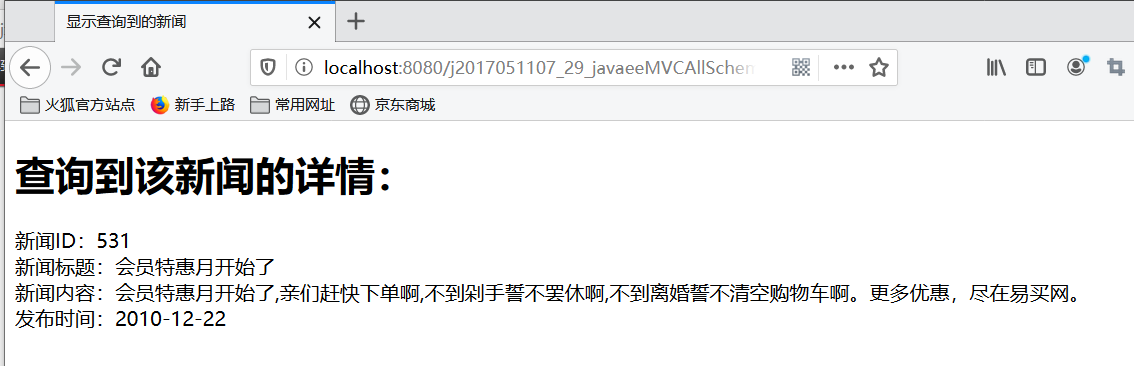 显示查询到的新闻
localhost:8080/j2017051107_29_javaeeMVCAllSchem
火狐官方站点 新手上路 常用网址 京东商城
查询到该新闻的详情：
新闻ID：531
新闻标题：会员特惠月开始了
新闻内容：会员特惠月开始了,亲们赶快下单啊,不到剁手誓不罢休啊,不到离婚誓不清空购物车啊。更多优惠，尽在易买网。
发布时间：2010-12-22